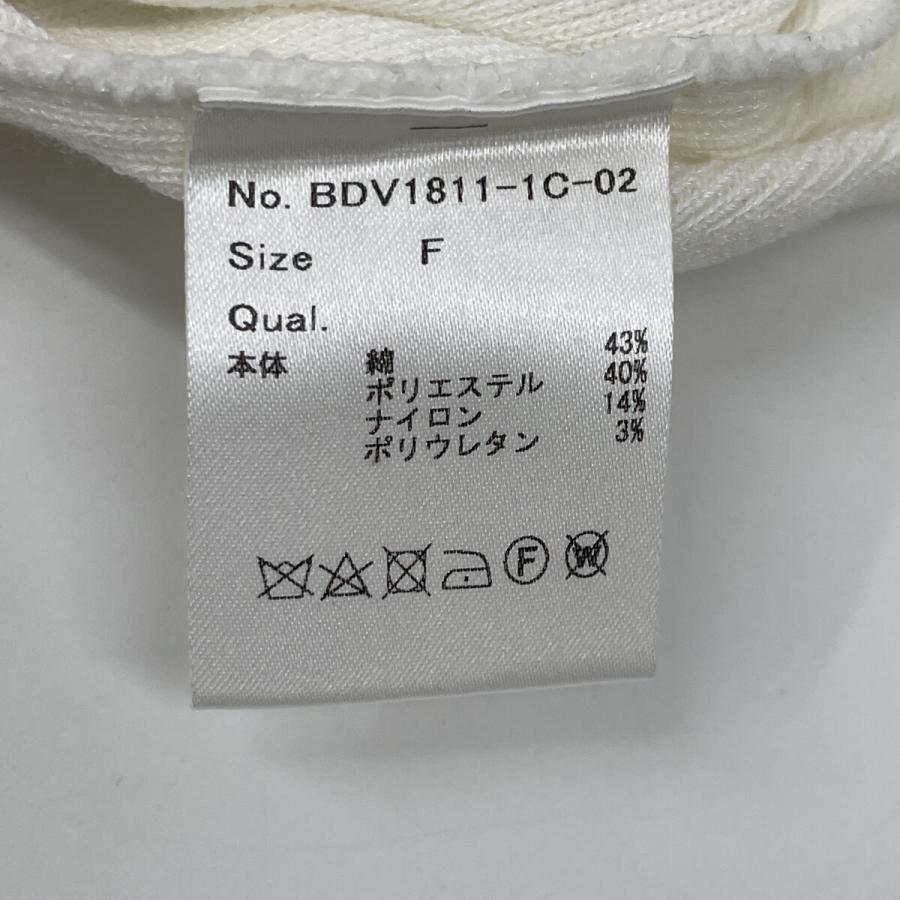 No. BDV1811-1C-02
Size F
Qual.
本体 綿 43%
ポリエステル 40%
ナイロン 14%
ポリウレタン 3%
F W